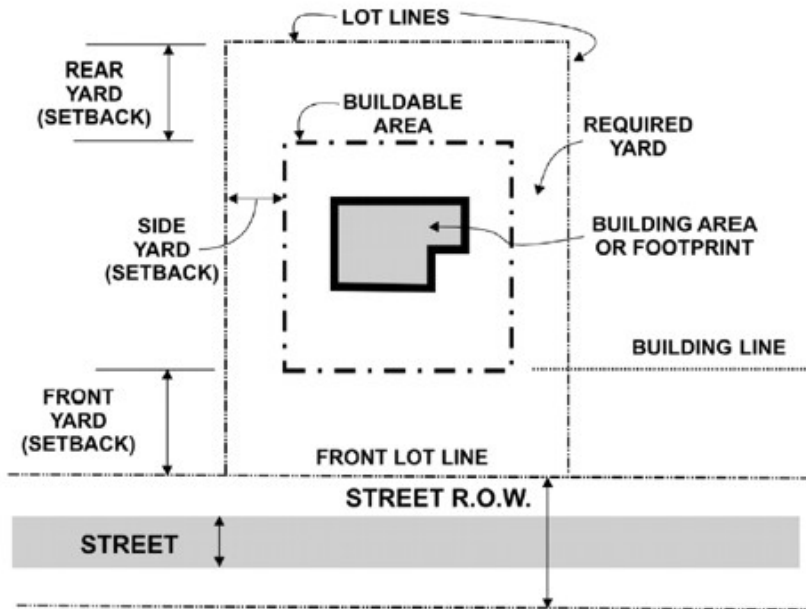 LOT LINES
REAR
YARD
(SETBACK)
BUILDABLE
AREA
REQUIRED
YARD
SIDE
YARD
(SETBACK)
BUILDING AREA
OR FOOTPRINT
BUILDING LINE
FRONT
YARD
(SETBACK)
FRONT LOT LINE
STREET R.O.W.
STREET